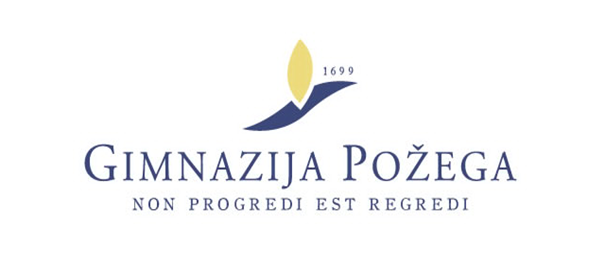 1699
GIMNAZIJA POŽEGA
NON PROGREDI EST REGREDI